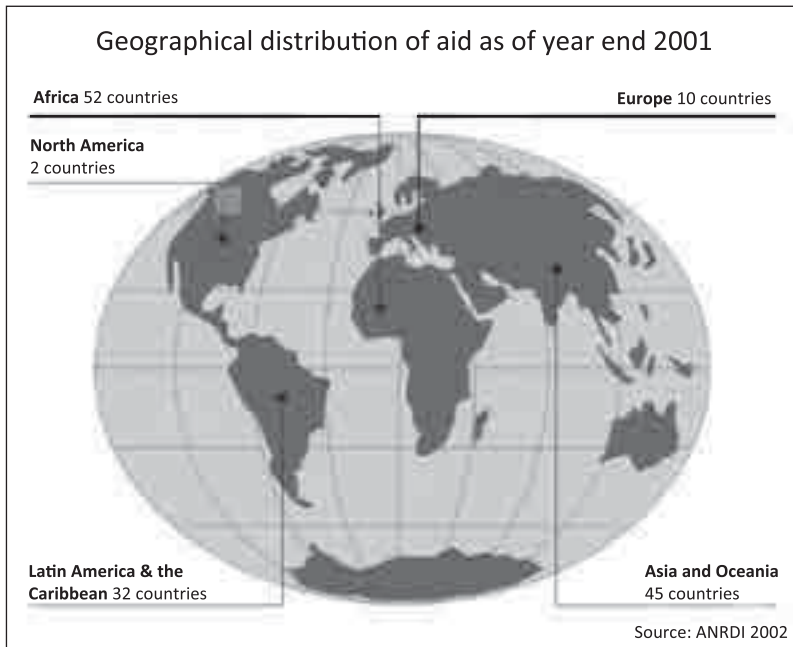 Geographical distribution of aid as of year end 2001
Africa 52 countries
Europe 10 countries
North America
2 countries
Latin America & the
Caribbean 32 countries
Asia and Oceania
45 countries
Source: ANRDI 2002